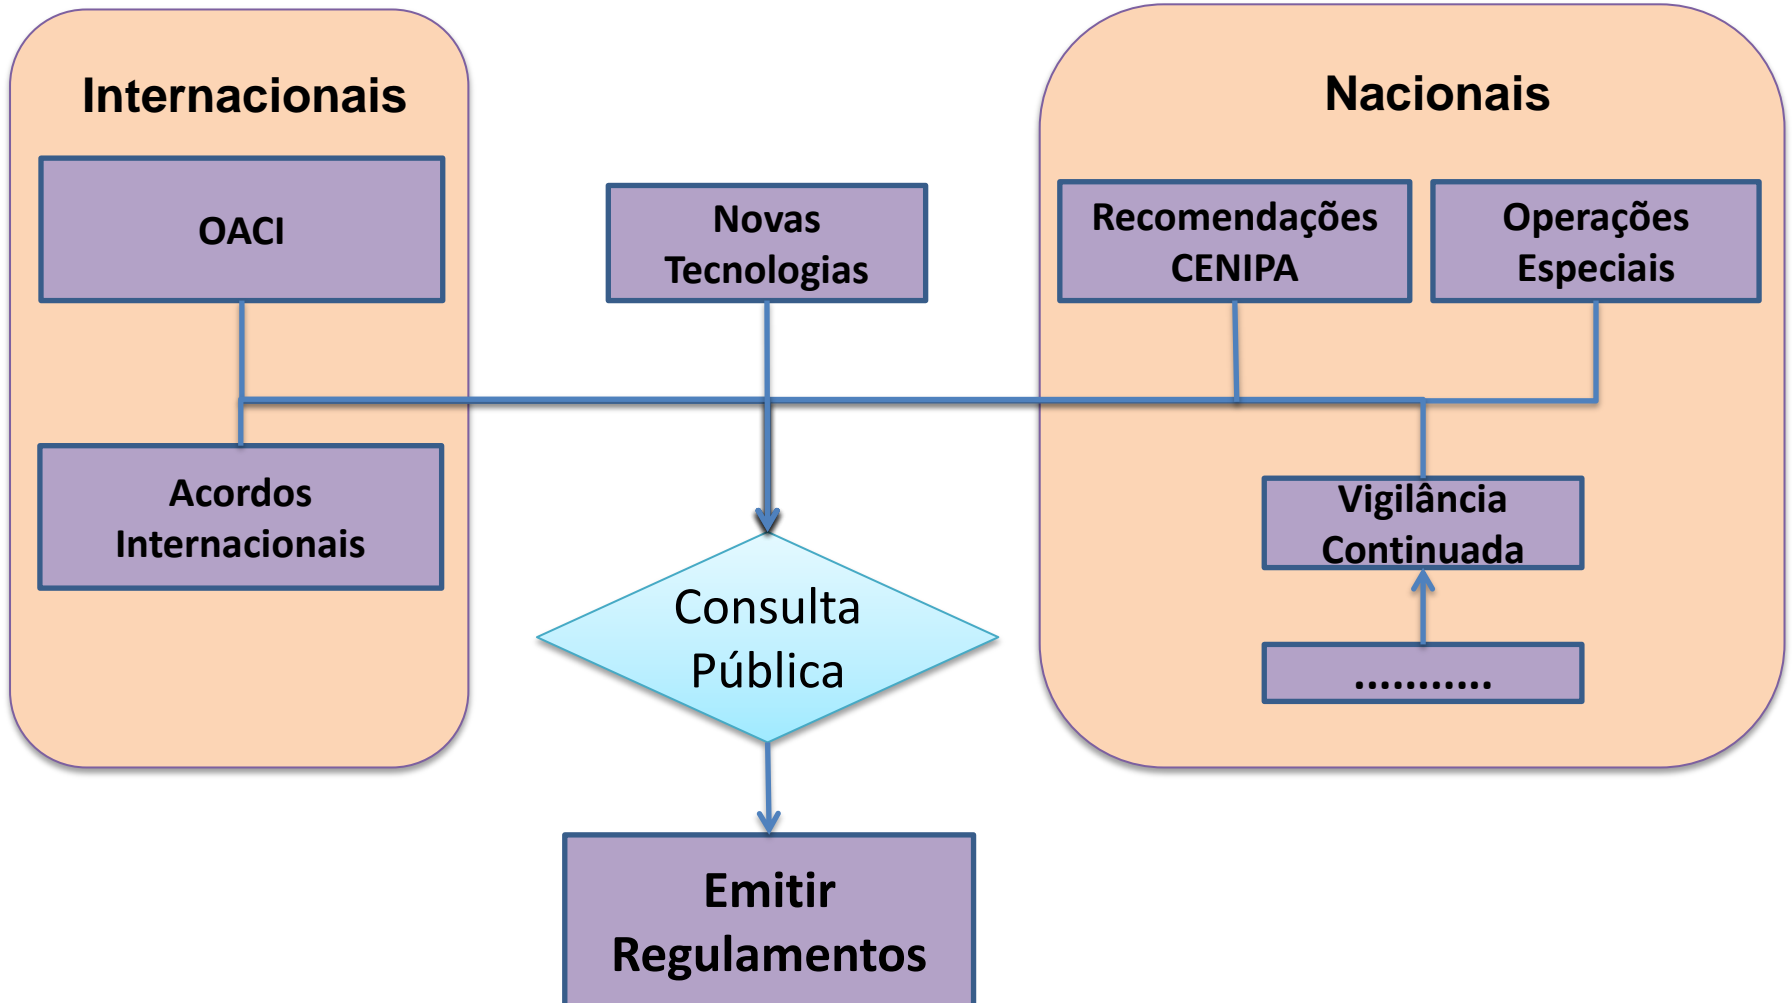 Internacionais
OACI
Acordos
Internacionais
Novas
Tecnologias
Nacionais
Recomendações
CENIPA
Operações
Especiais
Vigilância
Continuada
...........
Consulta
Pública
Emitir
Regulamentos